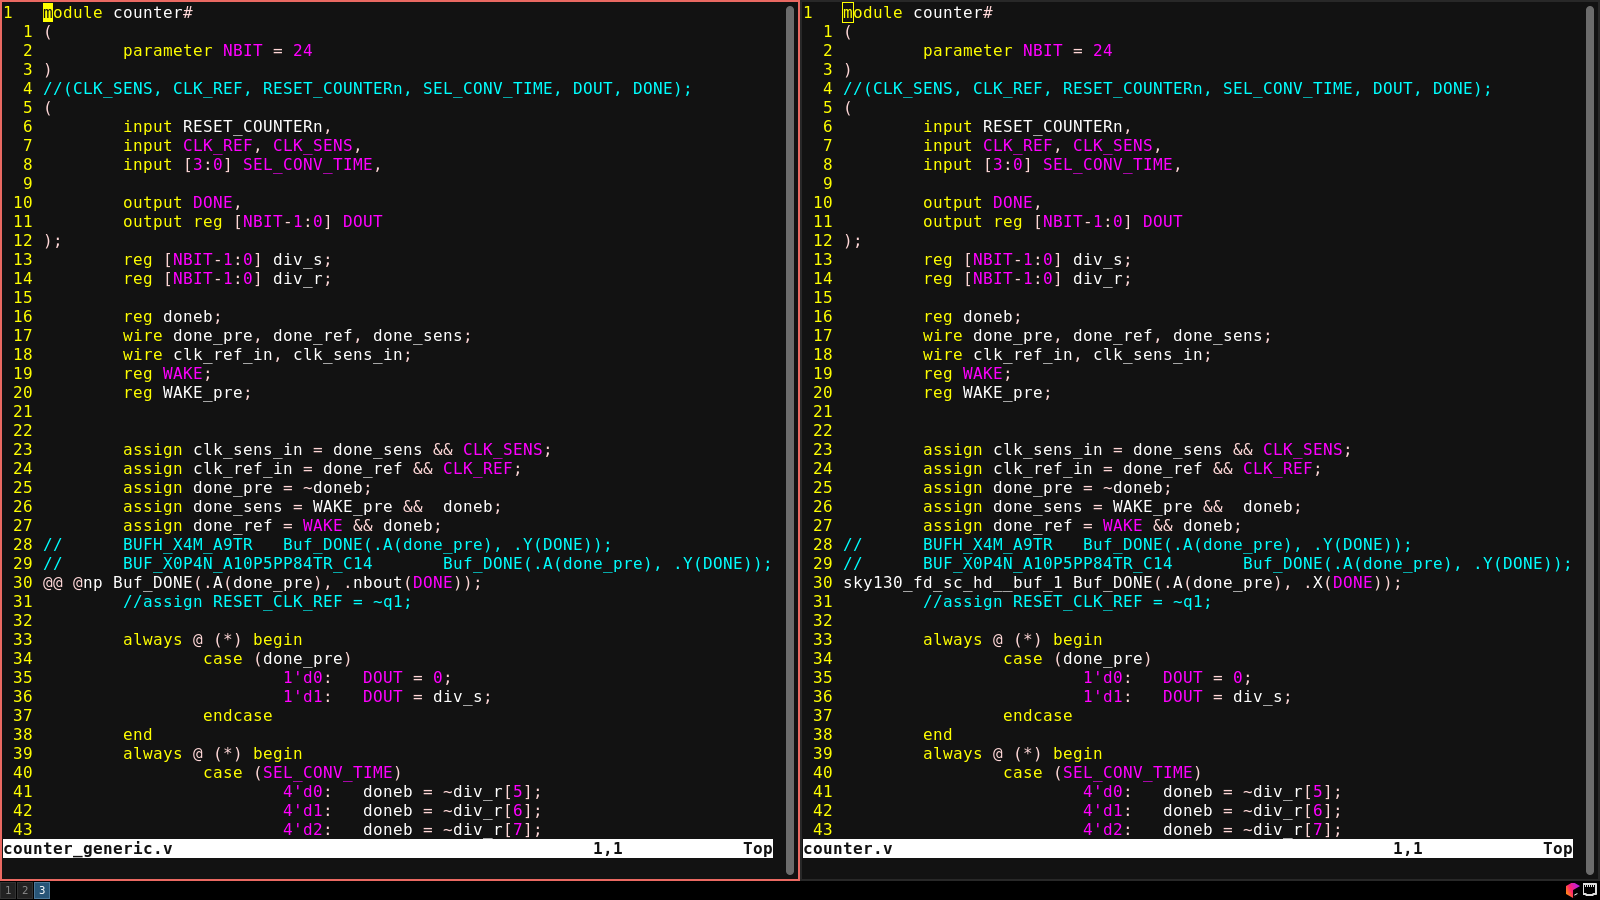 1   module counter#
  1 (
  2         parameter NBIT = 24
  3 )
  4 //(CLK_SENS, CLK_REF, RESET_COUNTERn, SEL_CONV_TIME, DOUT, DONE);
  5 (
  6         input RESET_COUNTERn,
  7         input CLK_REF, CLK_SENS,
  8         input [3:0] SEL_CONV_TIME,
  9
 10         output DONE,
 11         output reg [NBIT-1:0] DOUT
 12 );
 13         reg [NBIT-1:0] div_s;
 14         reg [NBIT-1:0] div_r;
 15
 16         reg doneb;
 17         wire done_pre, done_ref, done_sens;
 18         wire clk_ref_in, clk_sens_in;
 19         reg WAKE;
 20         reg WAKE_pre;
 21
 22
 23         assign clk_sens_in = done_sens && CLK_SENS;
 24         assign clk_ref_in = done_ref && CLK_REF;
 25         assign done_pre = ~doneb;
 26         assign done_sens = WAKE_pre &&  doneb;
 27         assign done_ref = WAKE && doneb;
 28 //      BUFH_X4M_A9TR   Buf_DONE(.A(done_pre), .Y(DONE));
 29 //      BUF_X0P4N_A10P5PP84TR_C14       Buf_DONE(.A(done_pre), .Y(DONE));
 30 @@ @np Buf_DONE(.A(done_pre), .nbout(DONE));
 31         //assign RESET_CLK_REF = ~q1;
 32
 33         always @ (*) begin
 34                 case (done_pre)
 35                         1'd0:   DOUT = 0;
 36                         1'd1:   DOUT = div_s;
 37                 endcase
 38         end
 39         always @ (*) begin
 40                 case (SEL_CONV_TIME)
 41                         4'd0:   doneb = ~div_r[5];
 42                         4'd1:   doneb = ~div_r[6];
 43                         4'd2:   doneb = ~div_r[7];
counter_generic.v 1,1 Top
1   module counter#
  1 (
  2         parameter NBIT = 24
  3 )
  4 //(CLK_SENS, CLK_REF, RESET_COUNTERn, SEL_CONV_TIME, DOUT, DONE);
  5 (
  6         input RESET_COUNTERn,
  7         input CLK_REF, CLK_SENS,
  8         input [3:0] SEL_CONV_TIME,
  9
 10         output DONE,
 11         output reg [NBIT-1:0] DOUT
 12 );
 13         reg [NBIT-1:0] div_s;
 14         reg [NBIT-1:0] div_r;
 15
 16         reg doneb;
 17         wire done_pre, done_ref, done_sens;
 18         wire clk_ref_in, clk_sens_in;
 19         reg WAKE;
 20         reg WAKE_pre;
 21
 22
 23         assign clk_sens_in = done_sens && CLK_SENS;
 24         assign clk_ref_in = done_ref && CLK_REF;
 25         assign done_pre = ~doneb;
 26         assign done_sens = WAKE_pre &&  doneb;
 27         assign done_ref = WAKE && doneb;
 28 //      BUFH_X4M_A9TR   Buf_DONE(.A(done_pre), .Y(DONE));
 29 //      BUF_X0P4N_A10P5PP84TR_C14       Buf_DONE(.A(done_pre), .Y(DONE));
 30 sky130_fd_sc_hd__buf_1 Buf_DONE(.A(done_pre), .X(DONE));
 31         //assign RESET_CLK_REF = ~q1;
 32
 33         always @ (*) begin
 34                 case (done_pre)
 35                         1'd0:   DOUT = 0;
 36                         1'd1:   DOUT = div_s;
 37                 endcase
 38         end
 39         always @ (*) begin
 40                 case (SEL_CONV_TIME)
 41                         4'd0:   doneb = ~div_r[5];
 42                         4'd1:   doneb = ~div_r[6];
 43                         4'd2:   doneb = ~div_r[7];
counter.v 1,1 Top
1 2 3